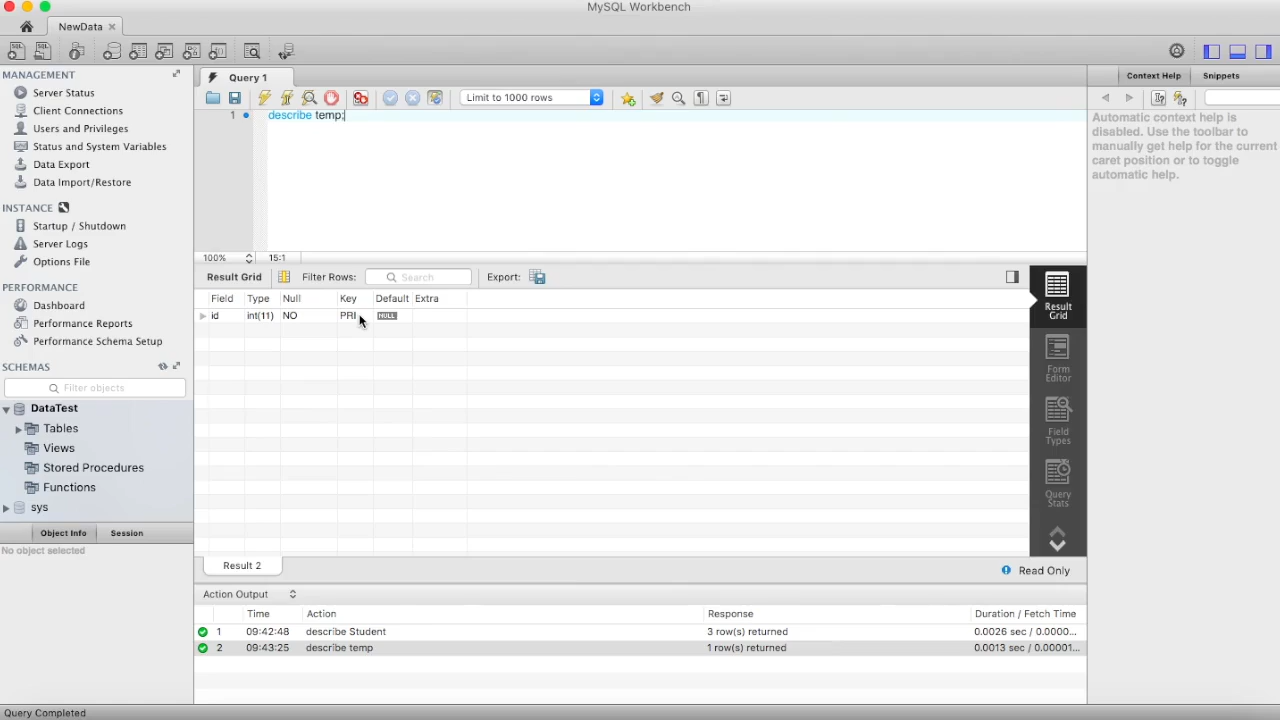 MySQL Workbench
NewData
MANAGEMENT
Server Status
Client Connections
Users and Privileges
Status and System Variables
Data Export
Data Import/Restore
INSTANCE
Startup / Shutdown
Server Logs
Options File
PERFORMANCE
Dashboard
Performance Reports
Performance Schema Setup
SCHEMAS
Filter objects
DataTest
Tables
Views
Stored Procedures
Functions
sys
Object Info Session
No object selected
Query 1
Limit to 1000 rows
1 describe temp;
100% 15:1
Result Grid Filter Rows: Search Export:
Field Type Null Key Default Extra
id int(11) NO PRI NULL
Result Grid
Form Editor
Field Types
Query Stats
Result 2
Read Only
Action Output
Time Action Response Duration / Fetch Time
1 09:42:48 describe Student 3 row(s) returned 0.0026 sec / 0.0000...
2 09:43:25 describe temp 1 row(s) returned 0.0013 sec / 0.00001...
Context Help Snippets
Automatic context help is
disabled. Use the toolbar to
manually get help for the current
caret position or to toggle
automatic help.
Query Completed